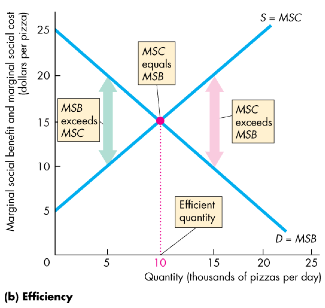 Marginal social benefit and marginal social cost
(dollars per pizza)
25
20
15
10
5
0
S = MSC
MSC
equals
MSB
MSB
exceeds
MSC
MSC
exceeds
MSB
Efficient
quantity
D = MSB
5
10
15
20
25
Quantity (thousands of pizzas per day)
(b) Efficiency